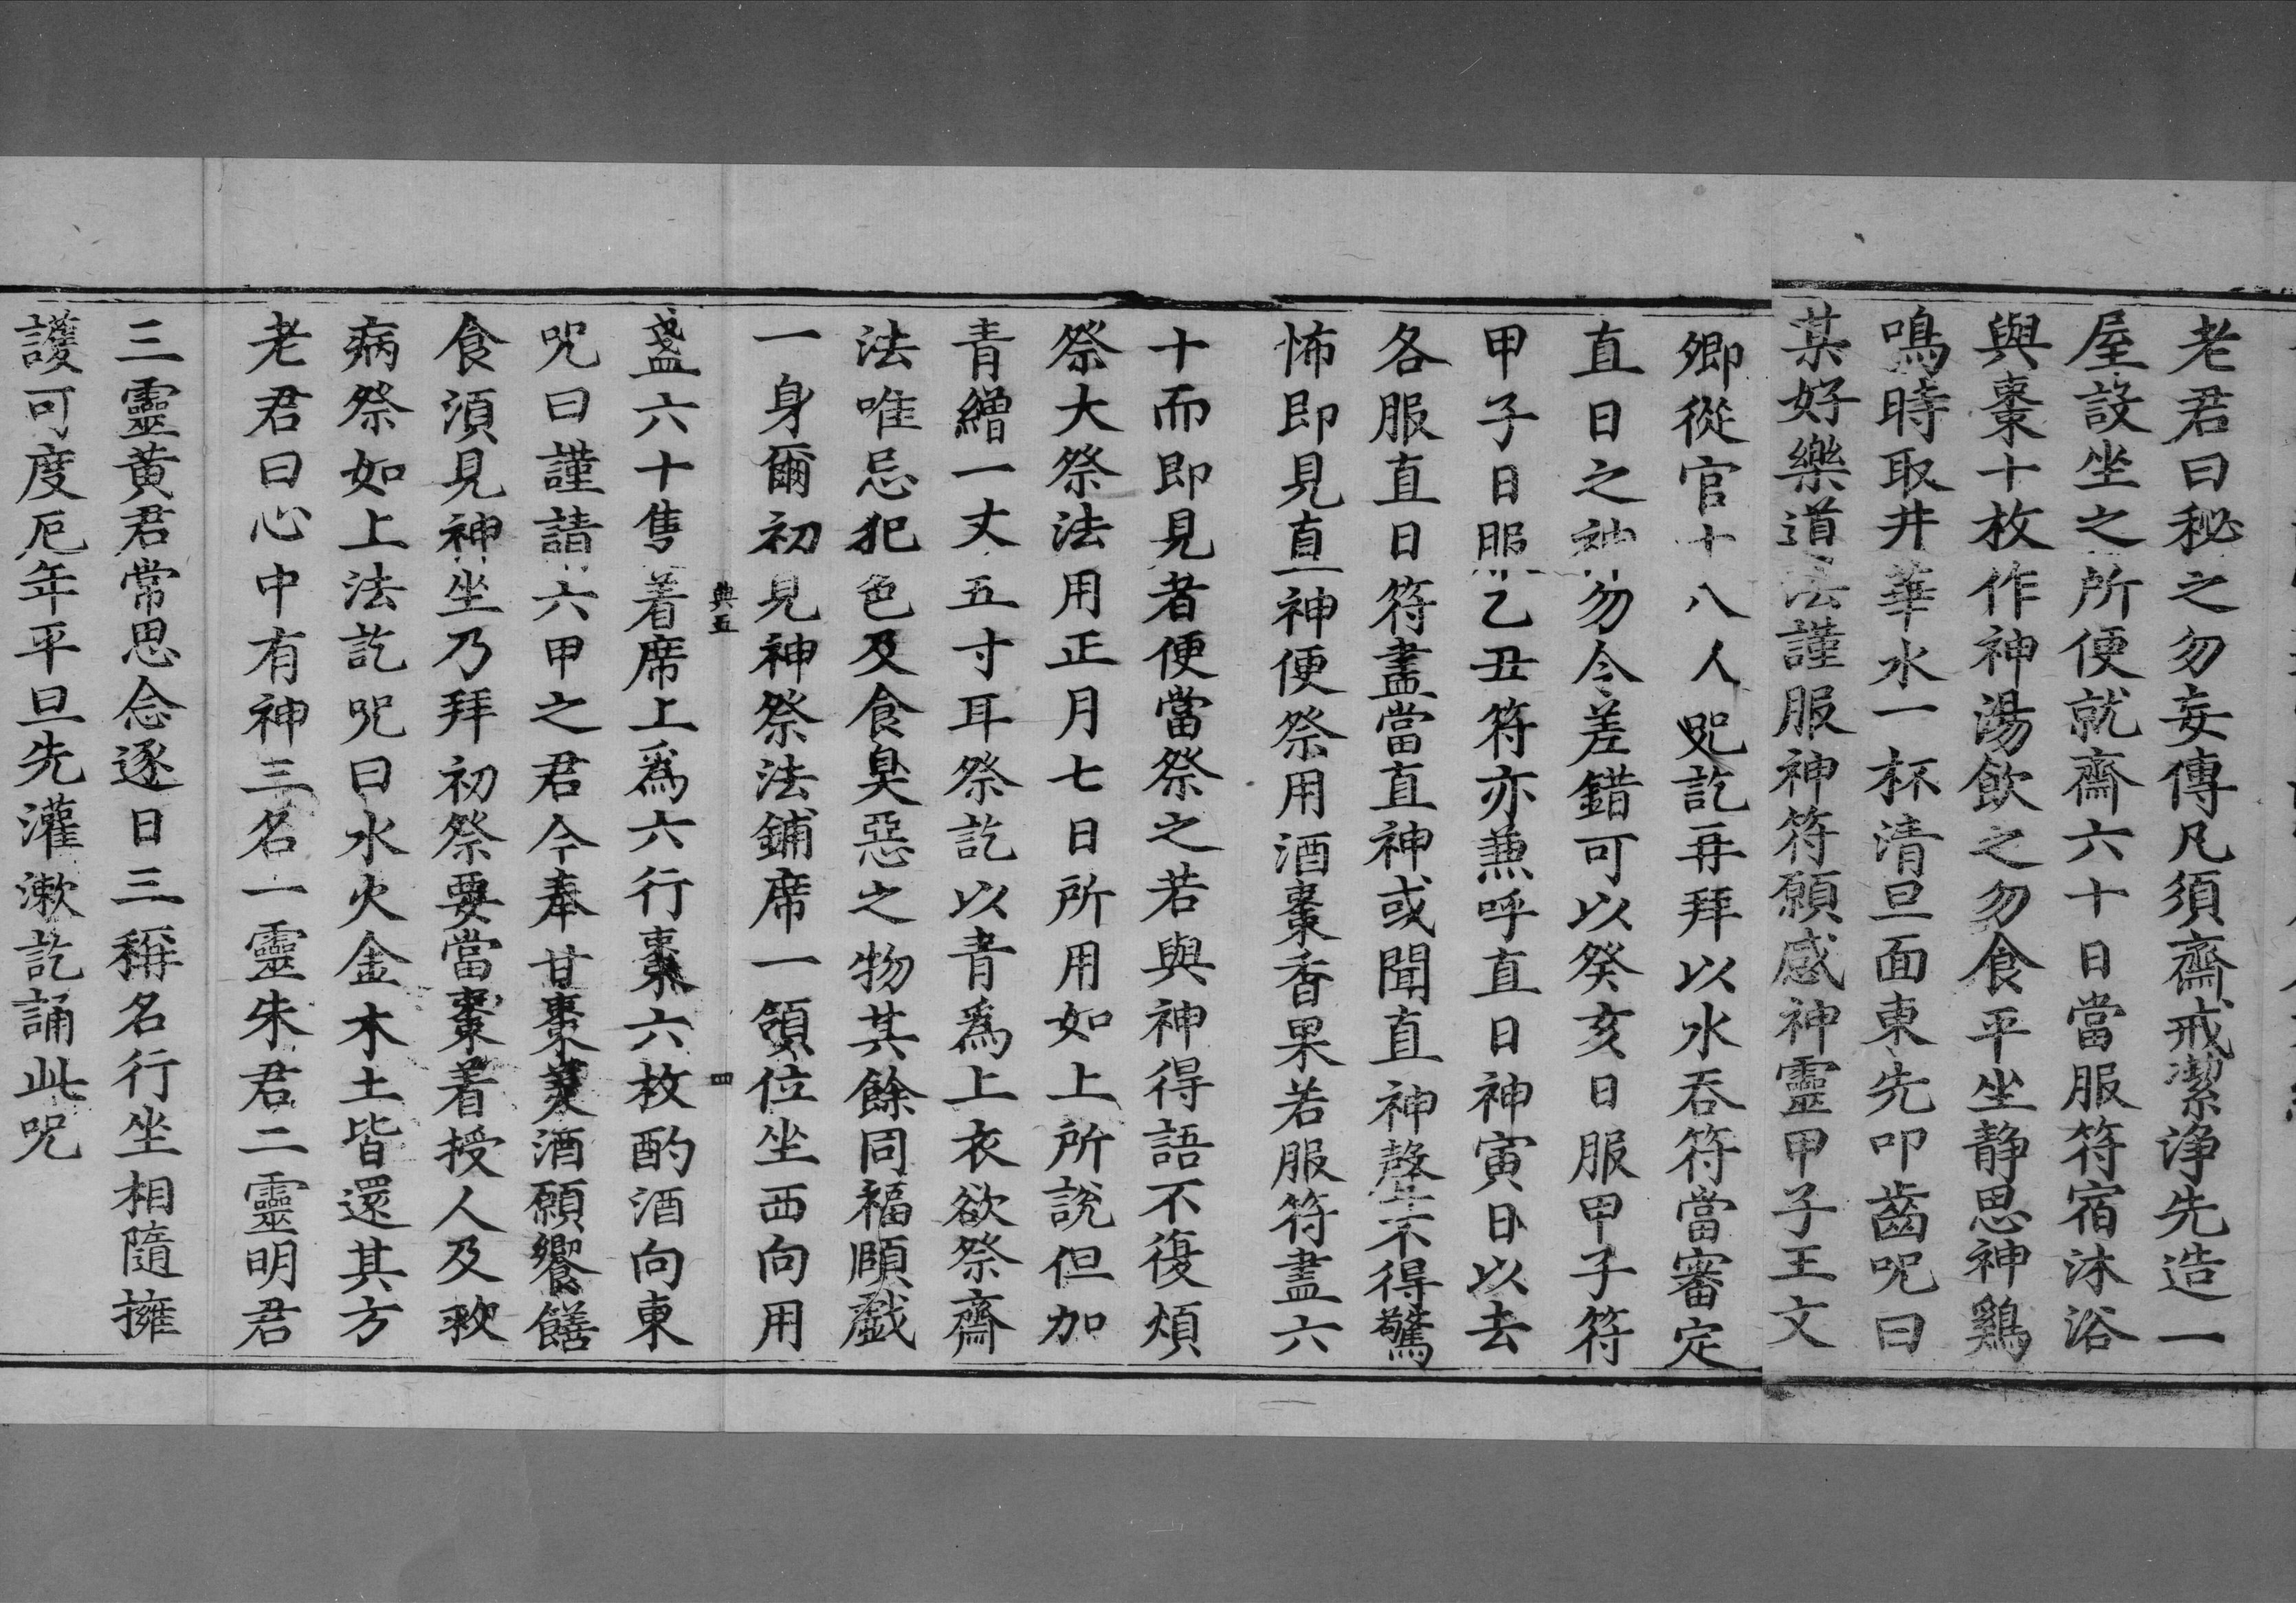 老君曰秘之勿妄傳凡須齋戒潔淨先造一
屋設坐之所便就齋六十日當服符宿沐浴
與棗十枚作神湯飲之勿食平坐靜思神鷄
鳴時取井華水一杯清旦面東先叩齒呪曰
某好樂道法謹服神符願感神靈甲子王文
卿從官十八人呪訖再拜以水吞符當審定
直日之神勿令差錯可以癸亥日服甲子符
甲子日服乙丑符亦兼呼直日神寅日以去
各服直日符盡當直神或聞直神聲不得驚
怖即見直神便祭用酒棗香果若服符盡六
十而即見者便當祭之若與神得語不復煩
祭大祭法用正月七日所用如上所說但加
青繒一丈五寸耳祭訖以青爲上衣欲祭齋
法唯忌犯色及食臭惡之物其餘同福頤戲
一身爾初見神祭法鋪席一領位坐西向用
典五 四
盞六十隻着席上爲六行棗六枚酌酒向東
呪曰謹請六甲之君今奉甘棗美酒願饗饍
食湏見神坐乃拜初祭要當棗着授人及救
病祭如上法訖呪曰水火金木土皆還其方
老君曰心中有神三名一靈朱君二靈明君
三靈黃君常思念逐日三稱名行坐相隨擁
護可度厄年平旦先灌漱訖誦此呪